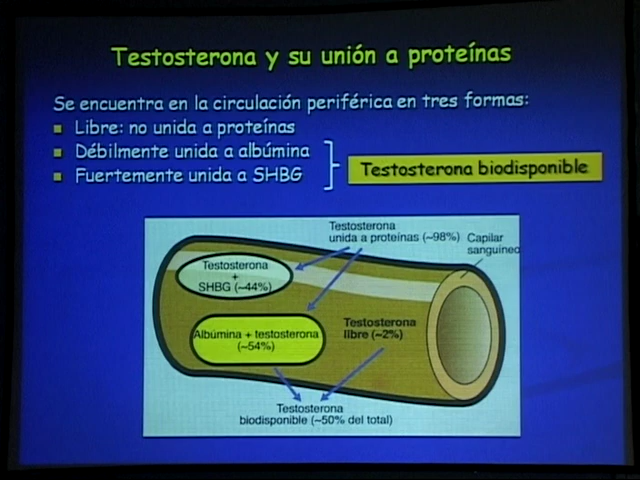 Testosterona y su unión a proteínas
Se encuentra en la circulación periférica en tres formas:
Libre: no unida a proteínas
Débilmente unida a albúmina
Fuertemente unida a SHBG
Testosterona biodisponible
Testosterona
unida a proteínas (~98%)
Capilar
sanguíneo
Testosterona
+
SHBG (~44%)
Albúmina + testosterona
(~54%)
Testosterona
libre (~2%)
Testosterona
biodisponible (~50% del total)